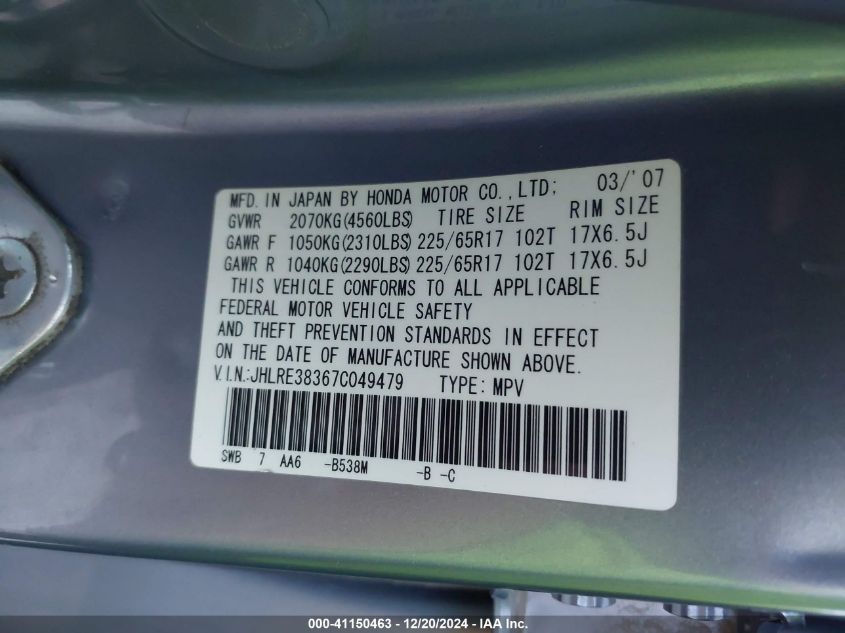 MFD. IN JAPAN BY HONDA MOTOR CO.,LTD; 03/'07
GVWR 2070KG(4560LBS) TIRE SIZE RIM SIZE
GAWR F 1050KG(2310LBS) 225/65R17 102T 17X6.5J
GAWR R 1040KG(2290LBS) 225/65R17 102T 17X6.5J
THIS VEHICLE CONFORMS TO ALL APPLICABLE
FEDERAL MOTOR VEHICLE SAFETY
AND THEFT PREVENTION STANDARDS IN EFFECT
ON THE DATE OF MANUFACTURE SHOWN ABOVE.
V.I.N.:JHLRE38367C049479 TYPE: MPV
SWB 7 AA6 -B538M -B -C
000-41150463 - 12/20/2024 - IAA Inc.